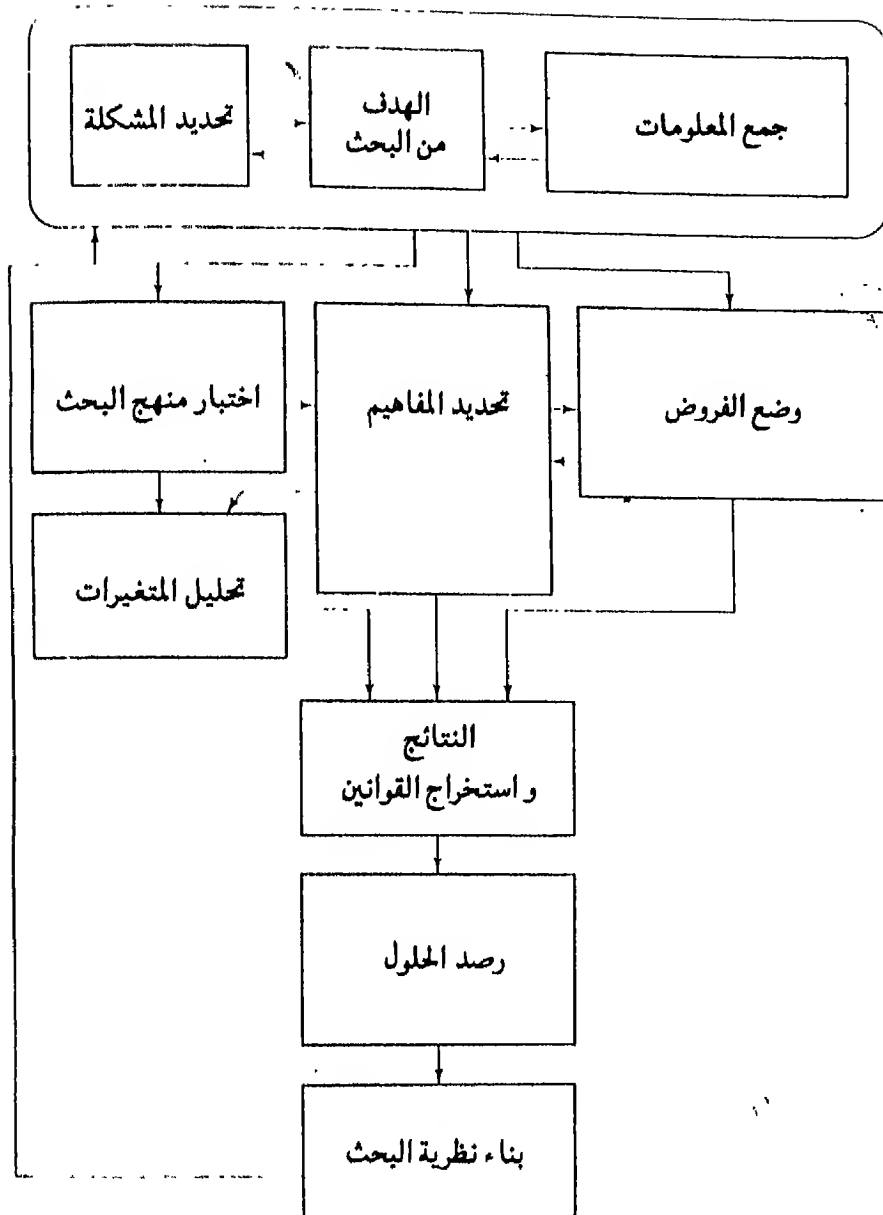 جمع المعلومات
الهدف
من البحث
تحديد المشكلة
وضع الفروض
تحديد المفاهيم
اختبار منهج البحث
تحليل المتغيرات
النتائج
و استخراج القوانين
رصد الحلول
بناء نظرية البحث